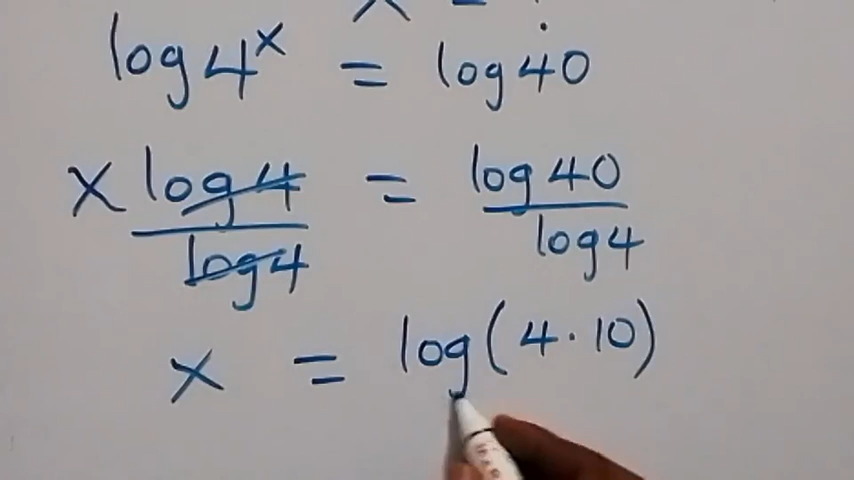 x =
log 4^x = log 40
x log 4 / log 4 = log 40 / log 4
x = log (4 · 10)